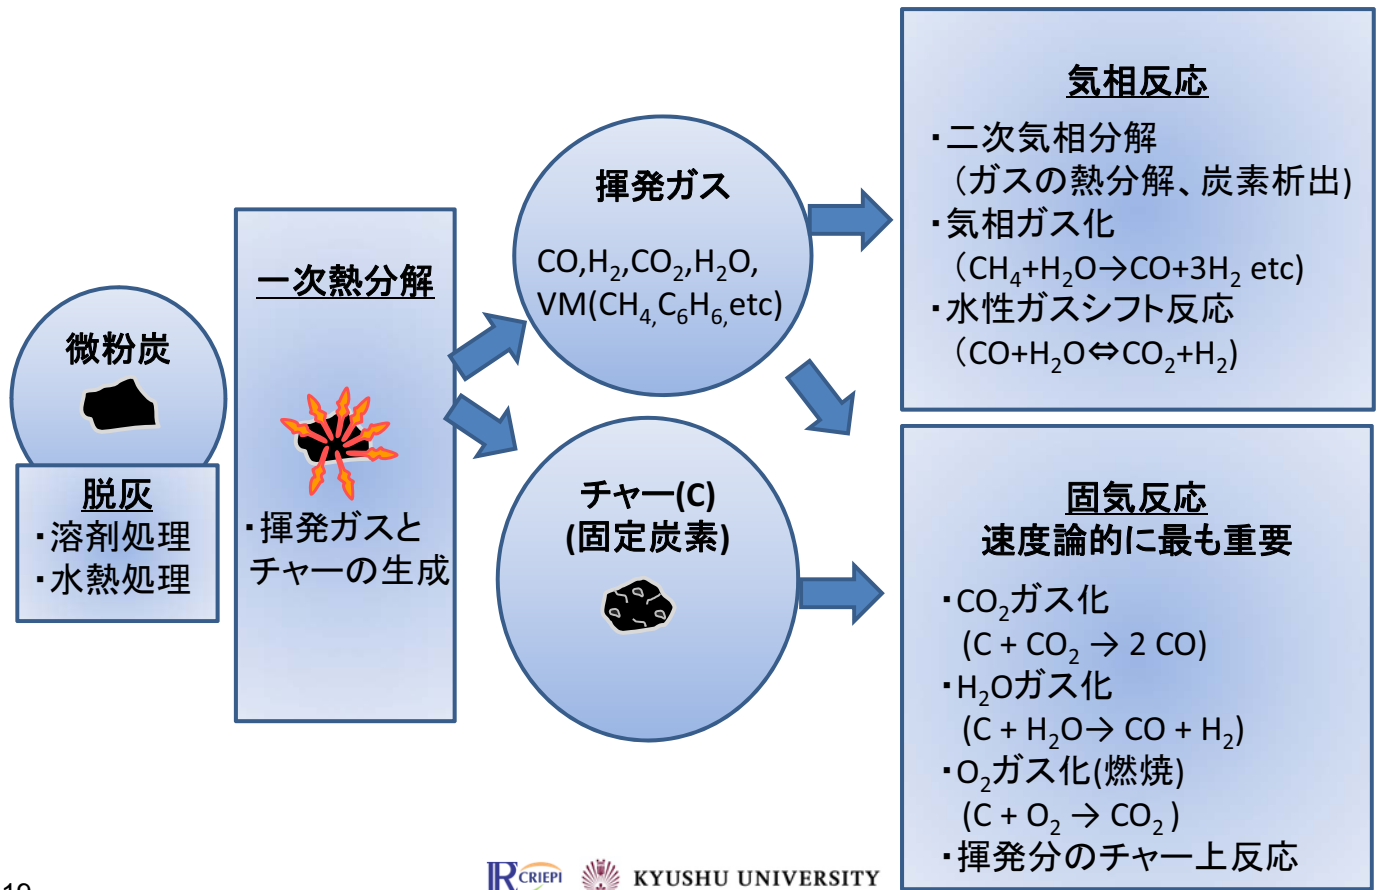 微粉炭
脱灰
・溶剤処理
・水熱処理
一次熱分解
・揮発ガスと
チャーの生成
揮発ガス
CO,H₂,CO₂,H₂O,
VM(CH₄,C₆H₆,etc)
チャー(C)
(固定炭素)
気相反応
・二次気相分解
（ガスの熱分解、炭素析出)
・気相ガス化
（CH₄+H₂O→CO+3H₂ etc)
・水性ガスシフト反応
（CO+H₂O⇔CO₂+H₂)
固気反応
速度論的に最も重要
・CO₂ガス化
(C + CO₂ → 2 CO)
・H₂Oガス化
(C + H₂O→ CO + H₂)
・O₂ガス化(燃焼)
(C + O₂ → CO₂ )
・揮発分のチャー上反応
CRIEPI
KYUSHU UNIVERSITY